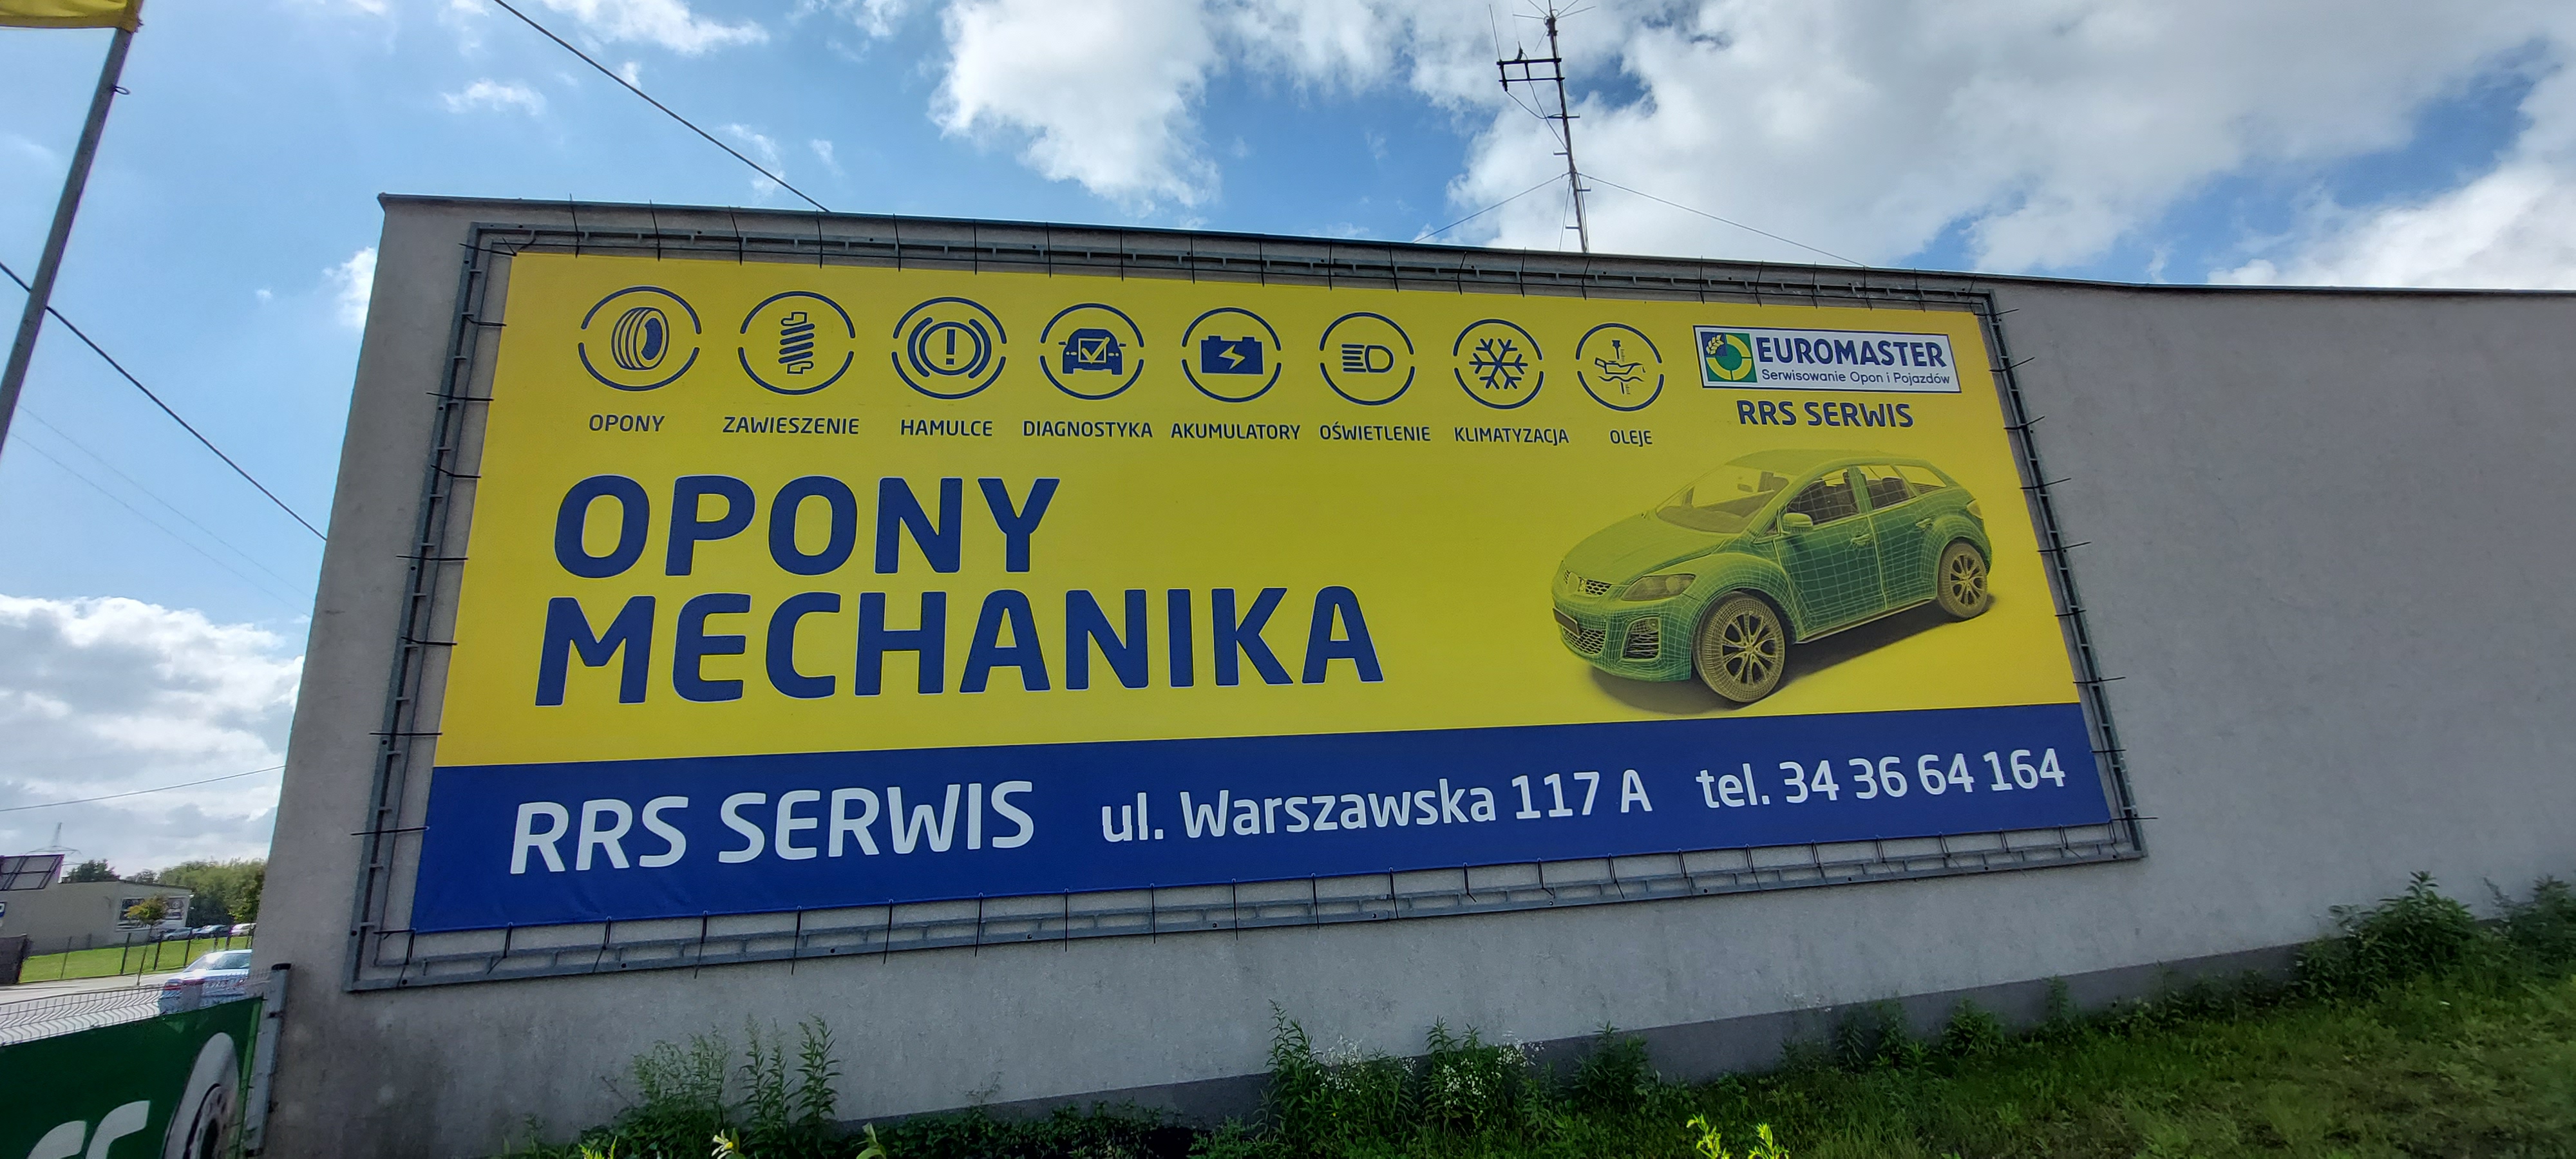 OPONY
ZAWIESZENIE
HAMULCE
DIAGNOSTYKA
AKUMULATORY
OŚWIETLENIE
KLIMATYZACJA
OLEJE
EUROMASTER
Serwisowanie Opon i Pojazdów
RRS SERWIS
OPONY
MECHANIKA
RRS SERWIS ul. Warszawska 117 A tel. 34 36 64 164